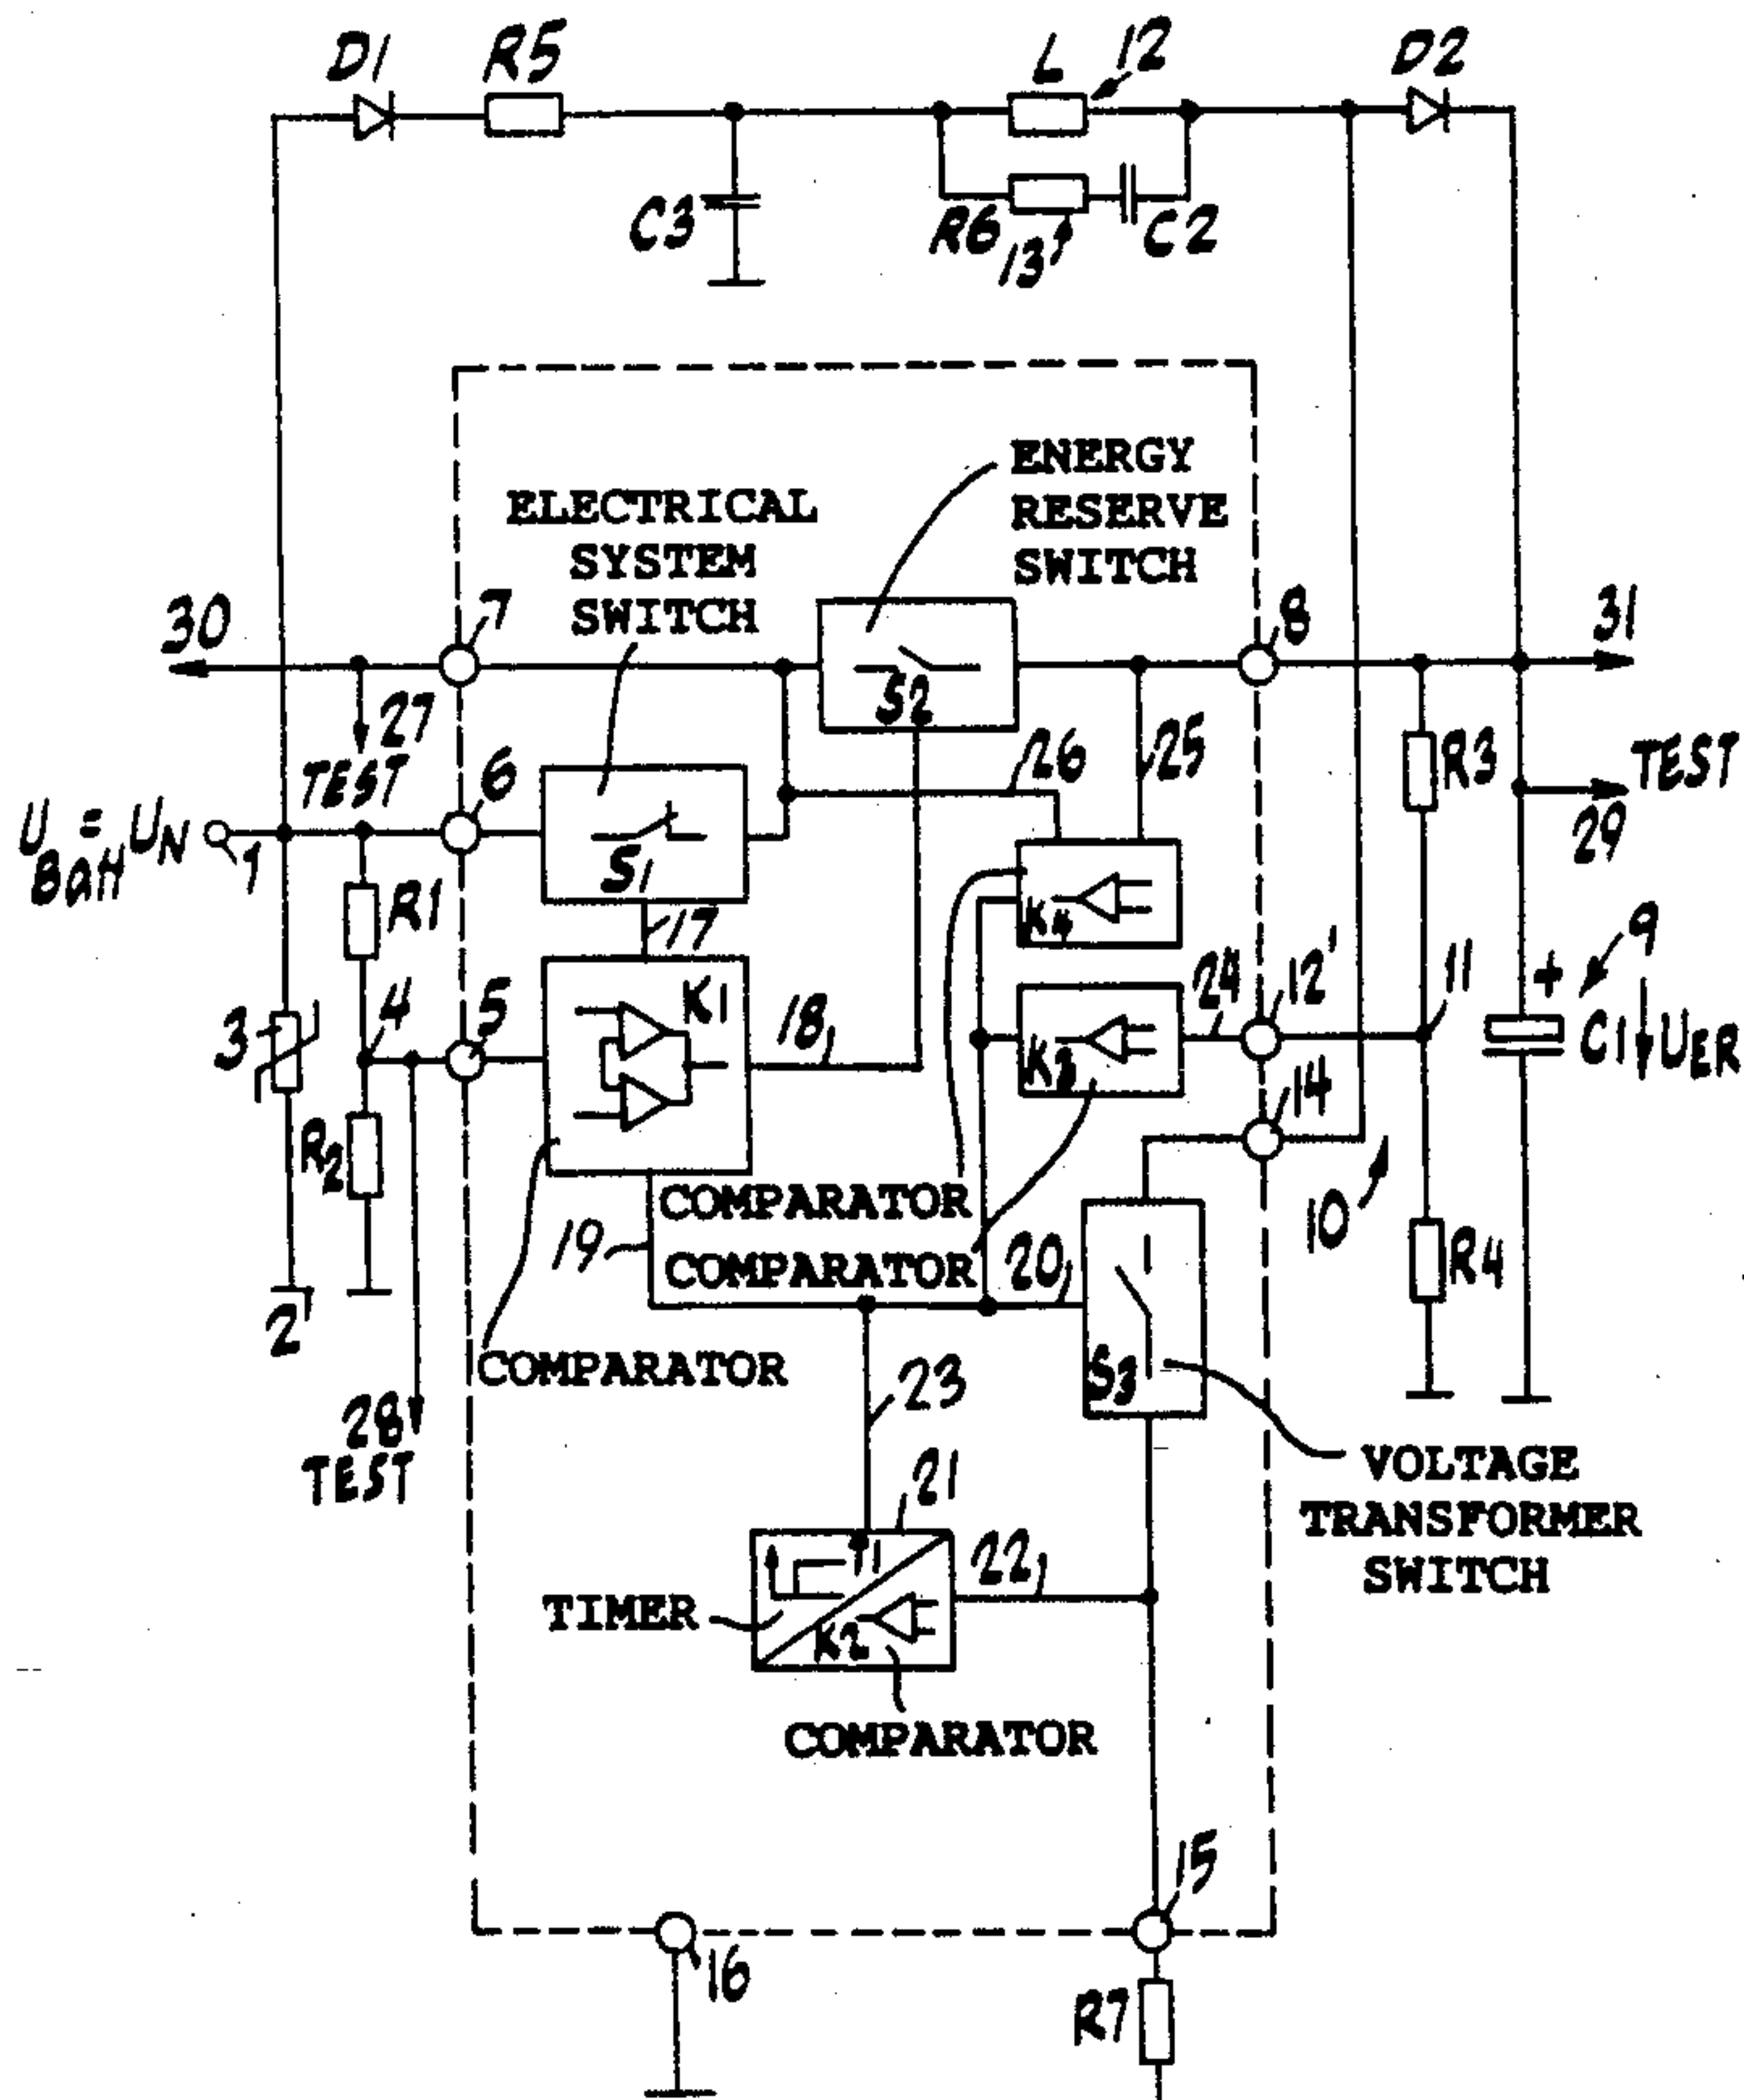 D1 R5 L 12 D2
C3 R6 13 C2
ENERGY
RESERVE
SWITCH
ELECTRICAL
SYSTEM
SWITCH
30 7 8 31
S2
27
TEST
6 26 25 R3 TEST
29
U = UN 1
BAH
S1
R1 17 K4 9
3 4 5 K1 18 K3 24 12' 11 + C1 UER
14
R2
COMPARATOR
19 COMPARATOR 20 10 R4
2
COMPARATOR
23 S3
28
TEST
VOLTAGE
TRANSFORMER
SWITCH
21
T1 22
TIMER
K2
COMPARATOR
15
16
R7